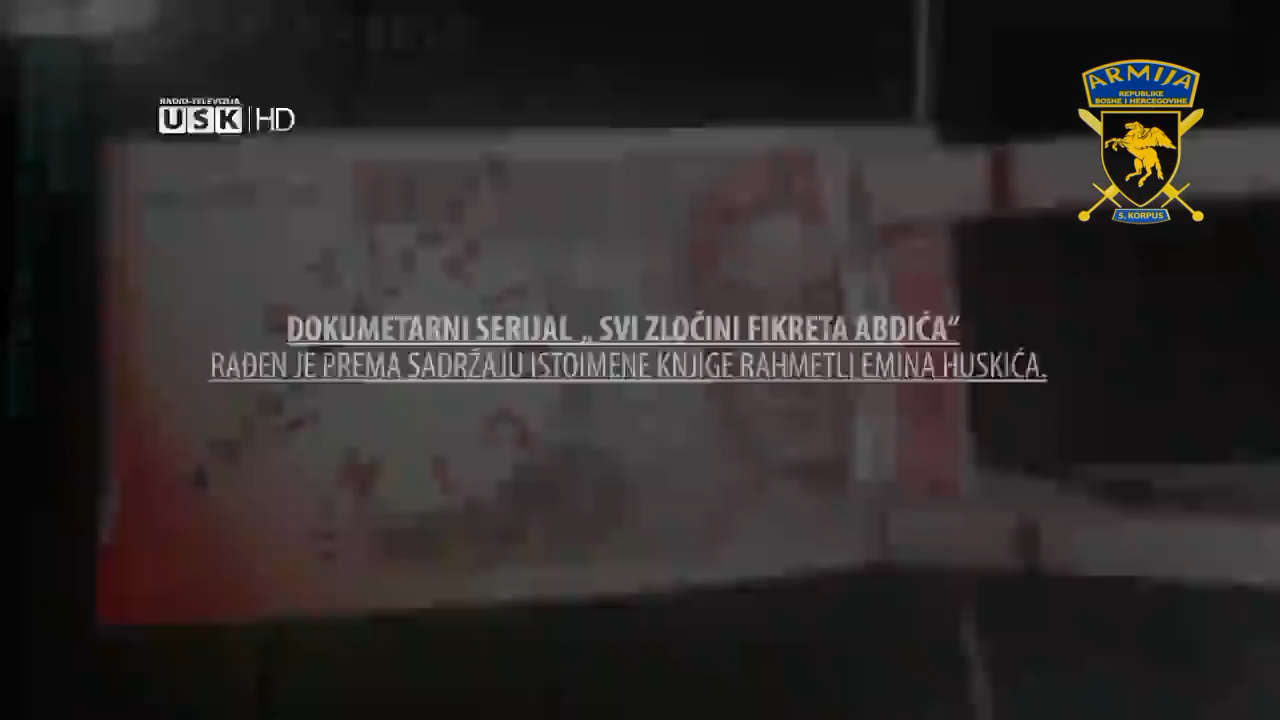 RADIO-TELEVIZIJA
USK HD
ARMIJA
REPUBLIKE
BOSNE I HERCEGOVINE
5. KORPUS
DOKUMETARNI SERIJAL „ SVI ZLOČINI FIKRETA ABDIĆA“
RAĐEN JE PREMA SADRŽAJU ISTOIMENE KNJIGE RAHMETLI EMINA HUSKIĆA.